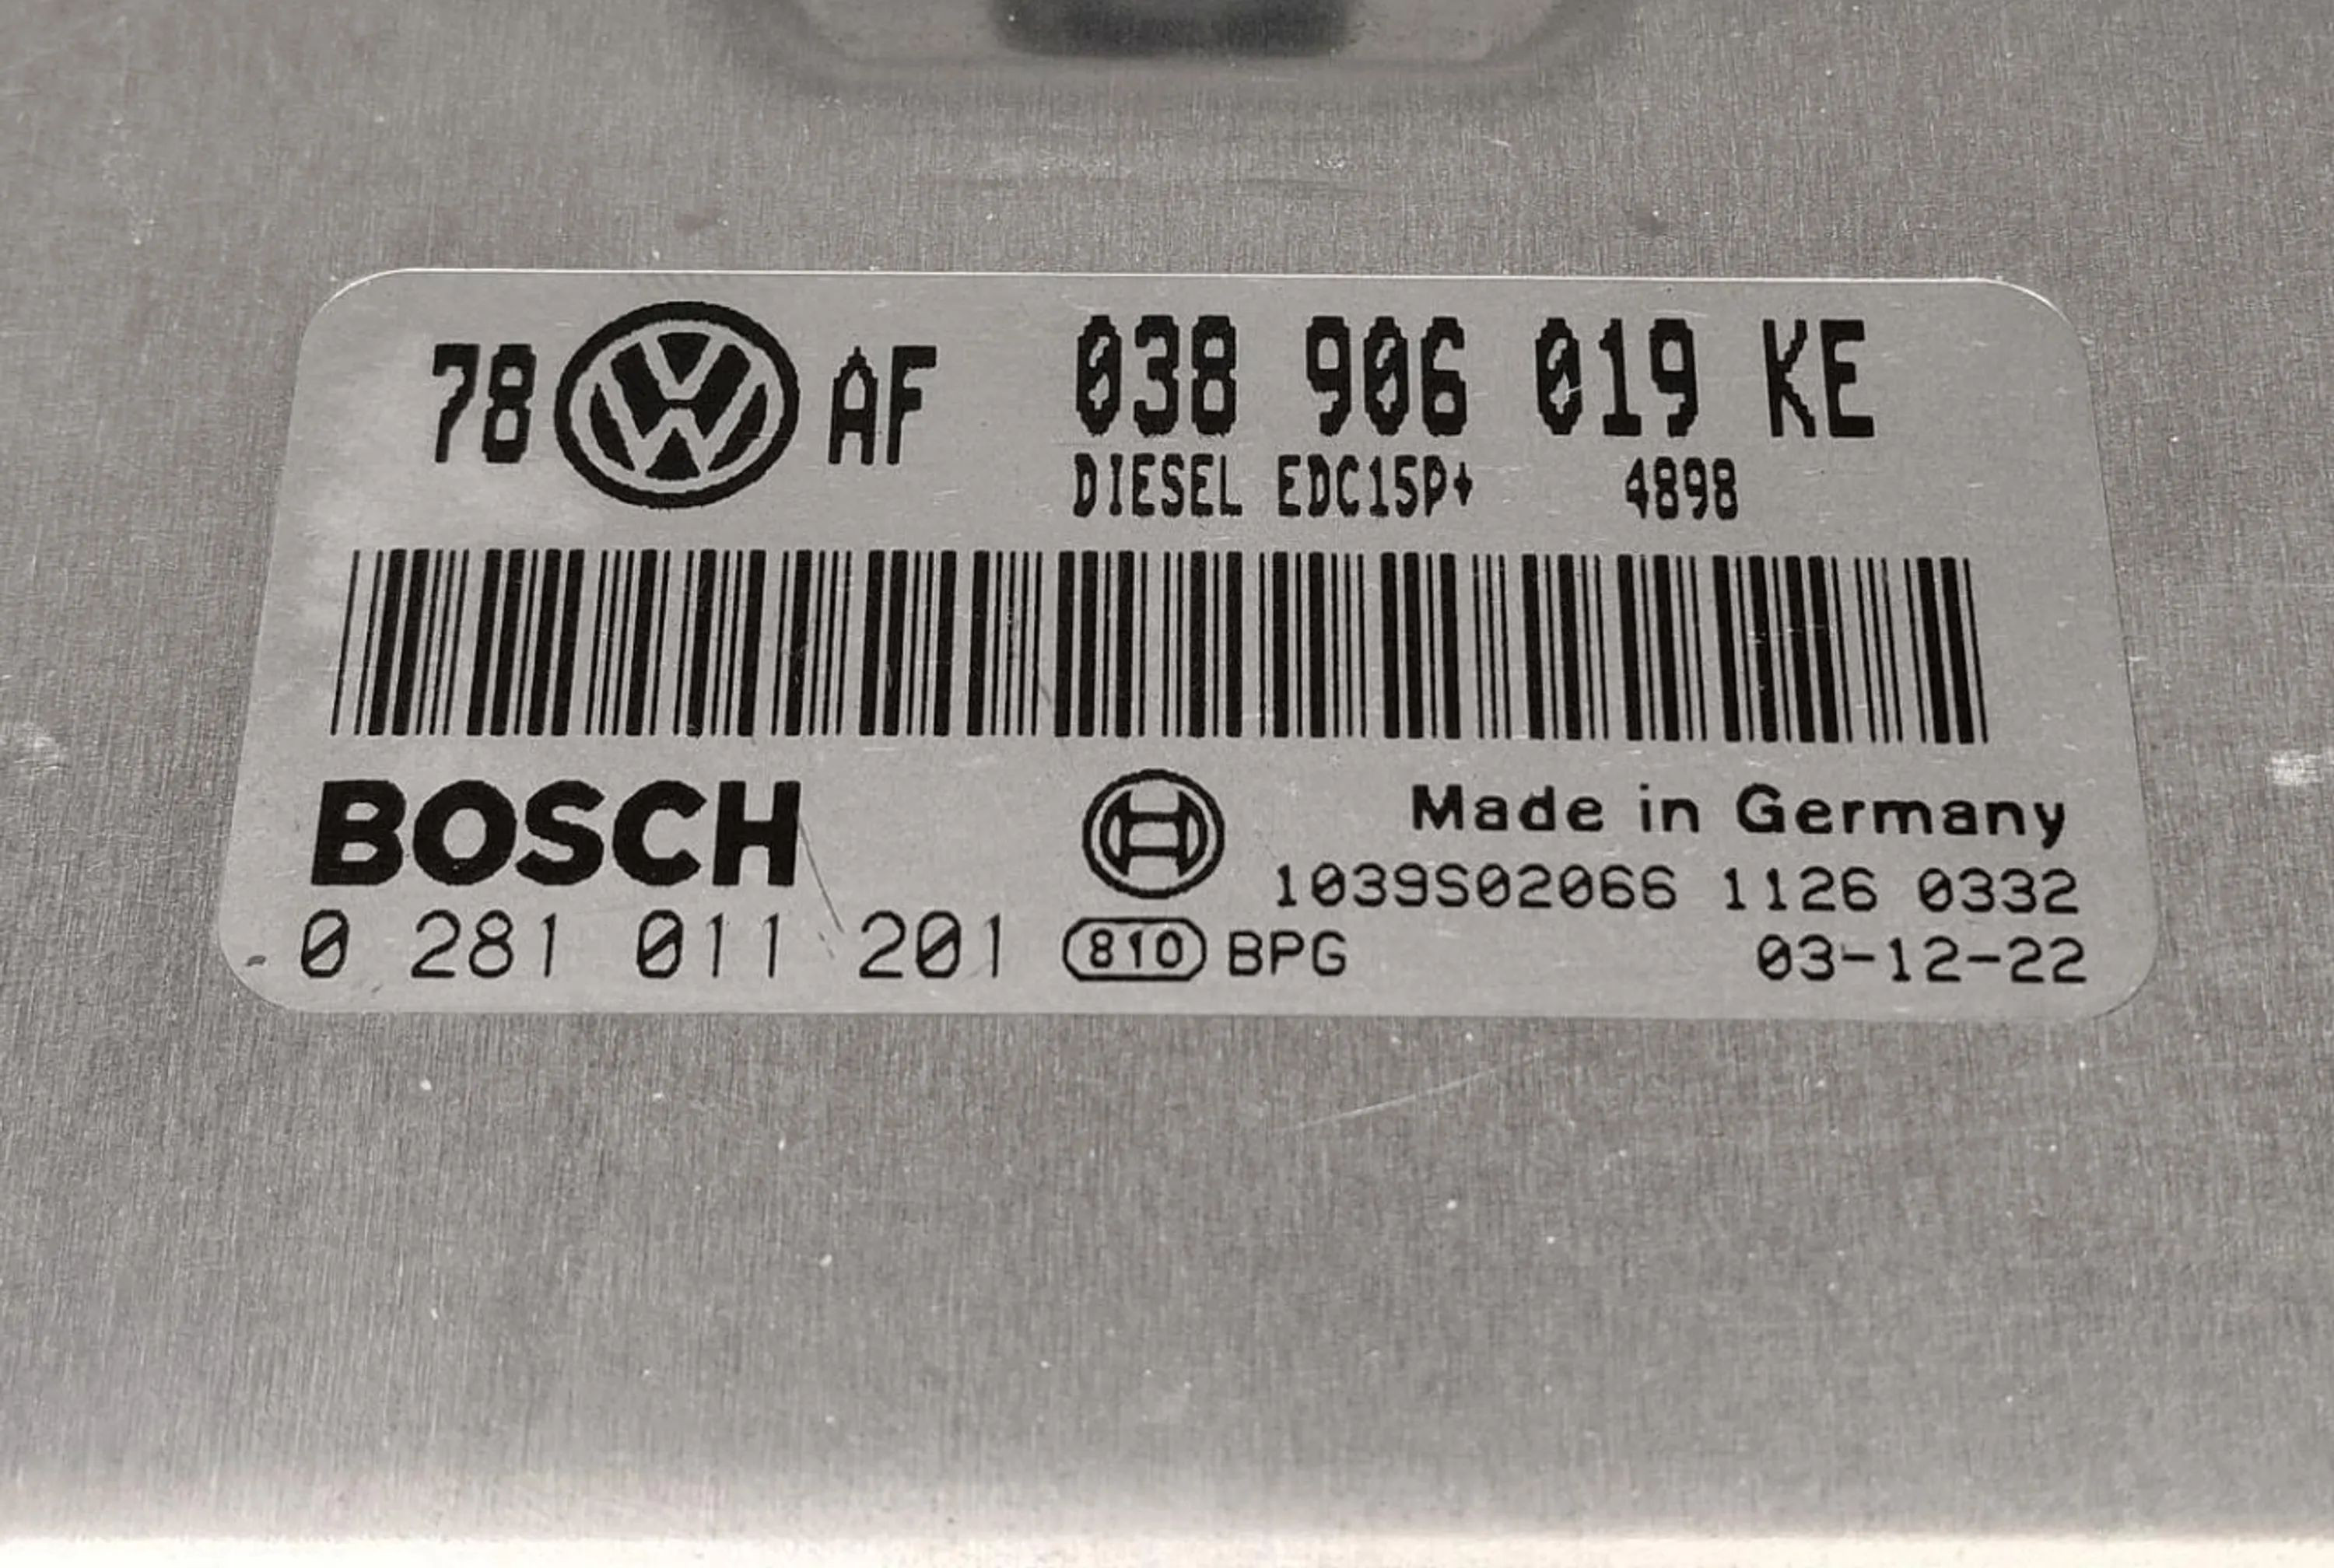 78 VW AF 038 906 019 KE
DIESEL EDC15P+ 4898
BOSCH Made in Germany
1039S02066 1126 0332
0 281 011 201 810 BPG 03-12-22